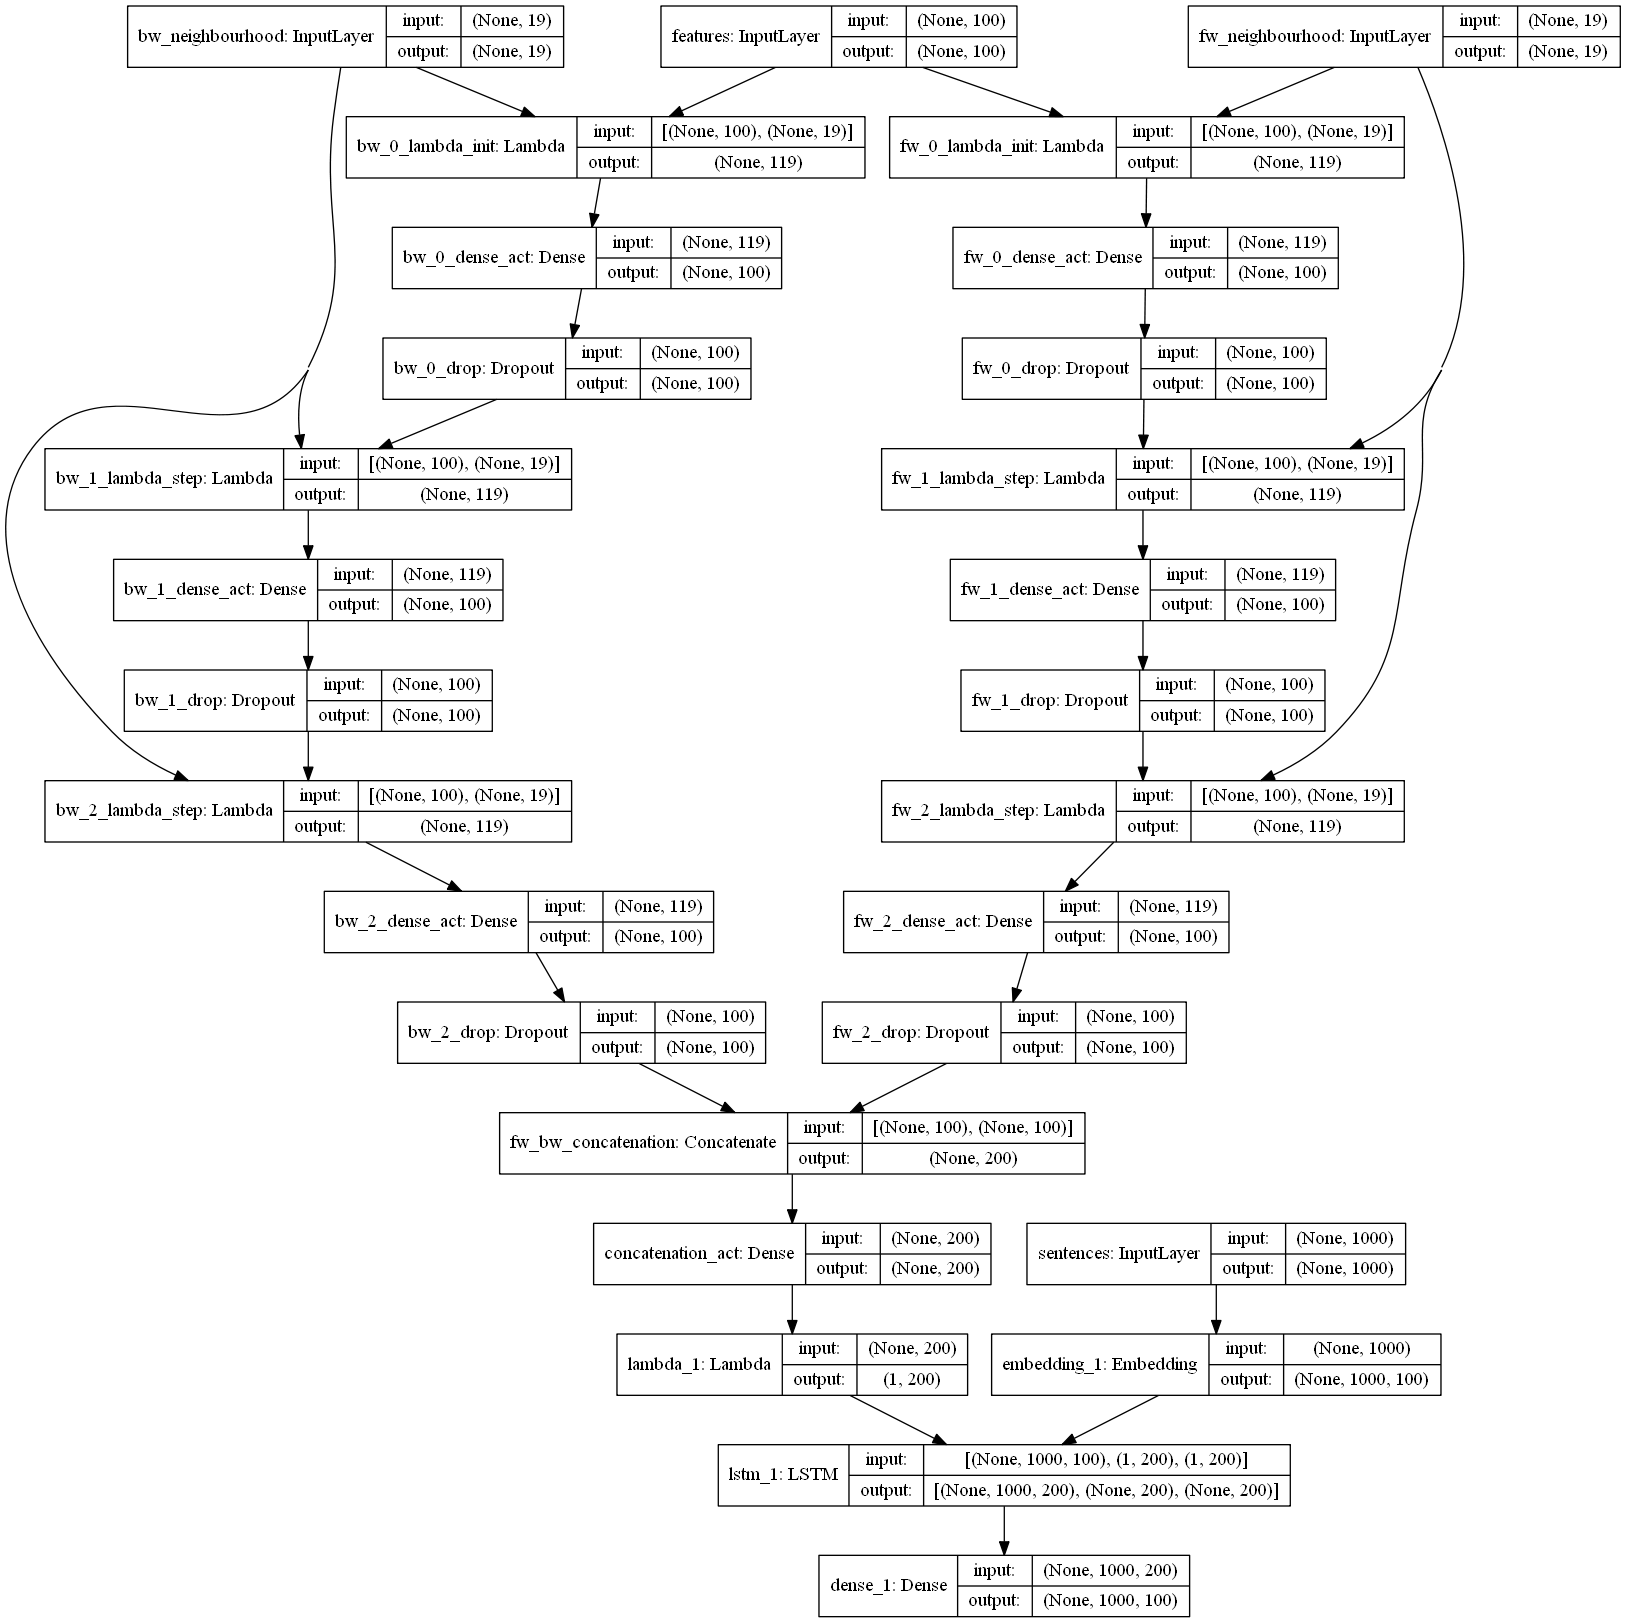 bw_neighbourhood: InputLayer input: (None, 19) output: (None, 19)
features: InputLayer input: (None, 100) output: (None, 100)
fw_neighbourhood: InputLayer input: (None, 19) output: (None, 19)
bw_0_lambda_init: Lambda input: [(None, 100), (None, 19)] output: (None, 119)
fw_0_lambda_init: Lambda input: [(None, 100), (None, 19)] output: (None, 119)
bw_0_dense_act: Dense input: (None, 119) output: (None, 100)
fw_0_dense_act: Dense input: (None, 119) output: (None, 100)
bw_0_drop: Dropout input: (None, 100) output: (None, 100)
fw_0_drop: Dropout input: (None, 100) output: (None, 100)
bw_1_lambda_step: Lambda input: [(None, 100), (None, 19)] output: (None, 119)
fw_1_lambda_step: Lambda input: [(None, 100), (None, 19)] output: (None, 119)
bw_1_dense_act: Dense input: (None, 119) output: (None, 100)
fw_1_dense_act: Dense input: (None, 119) output: (None, 100)
bw_1_drop: Dropout input: (None, 100) output: (None, 100)
fw_1_drop: Dropout input: (None, 100) output: (None, 100)
bw_2_lambda_step: Lambda input: [(None, 100), (None, 19)] output: (None, 119)
fw_2_lambda_step: Lambda input: [(None, 100), (None, 19)] output: (None, 119)
bw_2_dense_act: Dense input: (None, 119) output: (None, 100)
fw_2_dense_act: Dense input: (None, 119) output: (None, 100)
bw_2_drop: Dropout input: (None, 100) output: (None, 100)
fw_2_drop: Dropout input: (None, 100) output: (None, 100)
fw_bw_concatenation: Concatenate input: [(None, 100), (None, 100)] output: (None, 200)
concatenation_act: Dense input: (None, 200) output: (None, 200)
sentences: InputLayer input: (None, 1000) output: (None, 1000)
lambda_1: Lambda input: (None, 200) output: (1, 200)
embedding_1: Embedding input: (None, 1000) output: (None, 1000, 100)
lstm_1: LSTM input: [(None, 1000, 100), (1, 200), (1, 200)] output: [(None, 1000, 200), (None, 200), (None, 200)]
dense_1: Dense input: (None, 1000, 200) output: (None, 1000, 100)